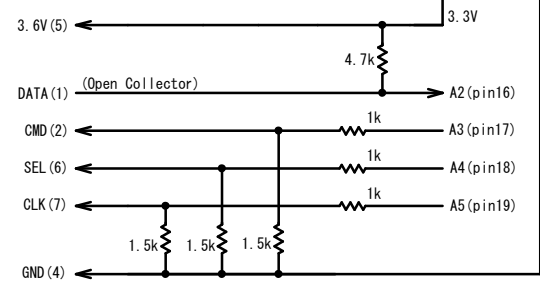 3.3V
3.6V(5)
4.7k
DATA(1) (Open Collector) A2(pin16)
1k
CMD(2) A3(pin17)
1k
SEL(6) A4(pin18)
1k
CLK(7) A5(pin19)
1.5k 1.5k 1.5k
GND(4)